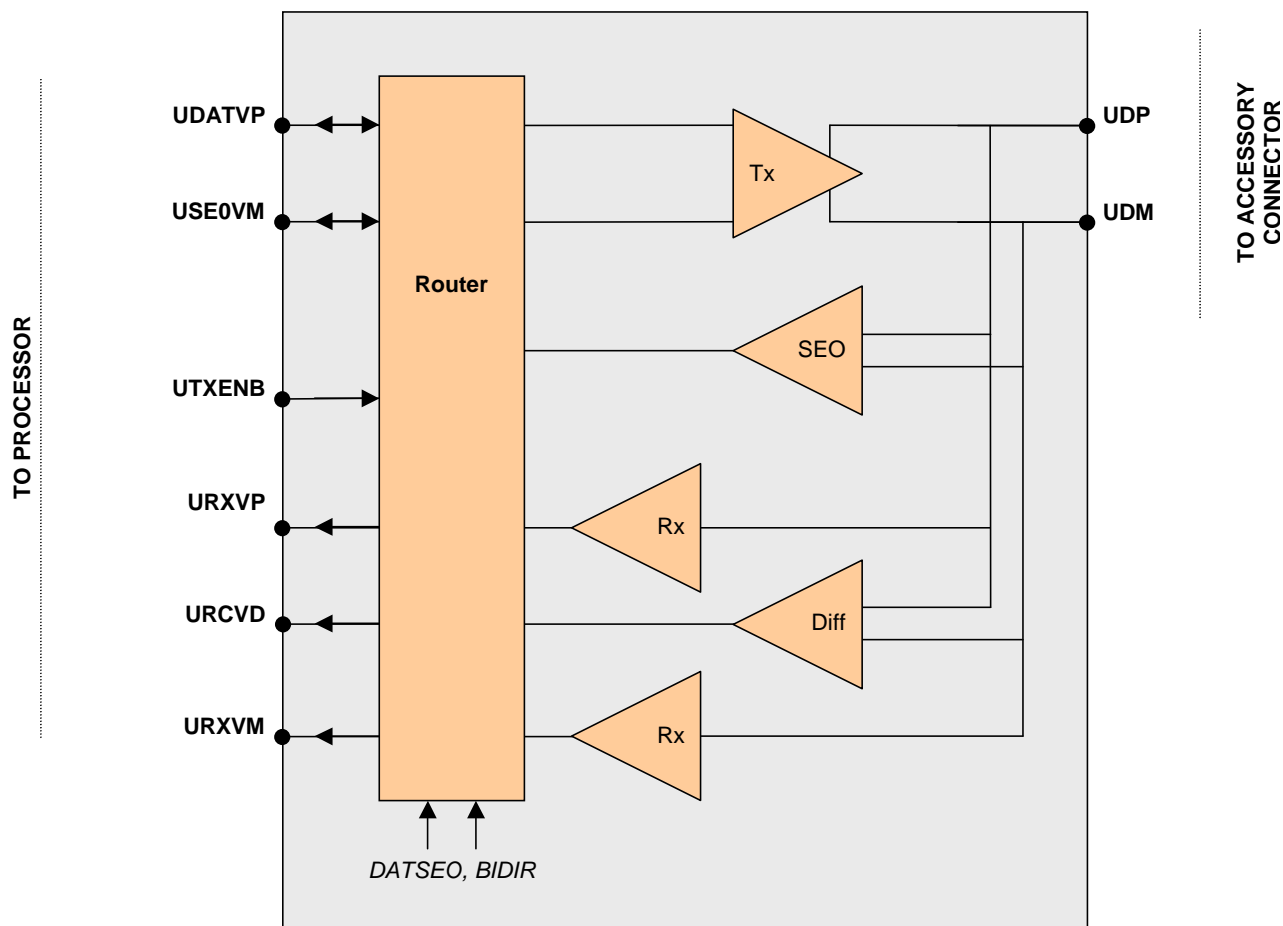 UDATVP
USE0VM
UTXENB
URXVP
URCVD
URXVM
TO PROCESSOR
Router
DATSEO, BIDIR
Tx
SEO
Rx
Diff
Rx
UDP
UDM
TO ACCESSORY
CONNECTOR